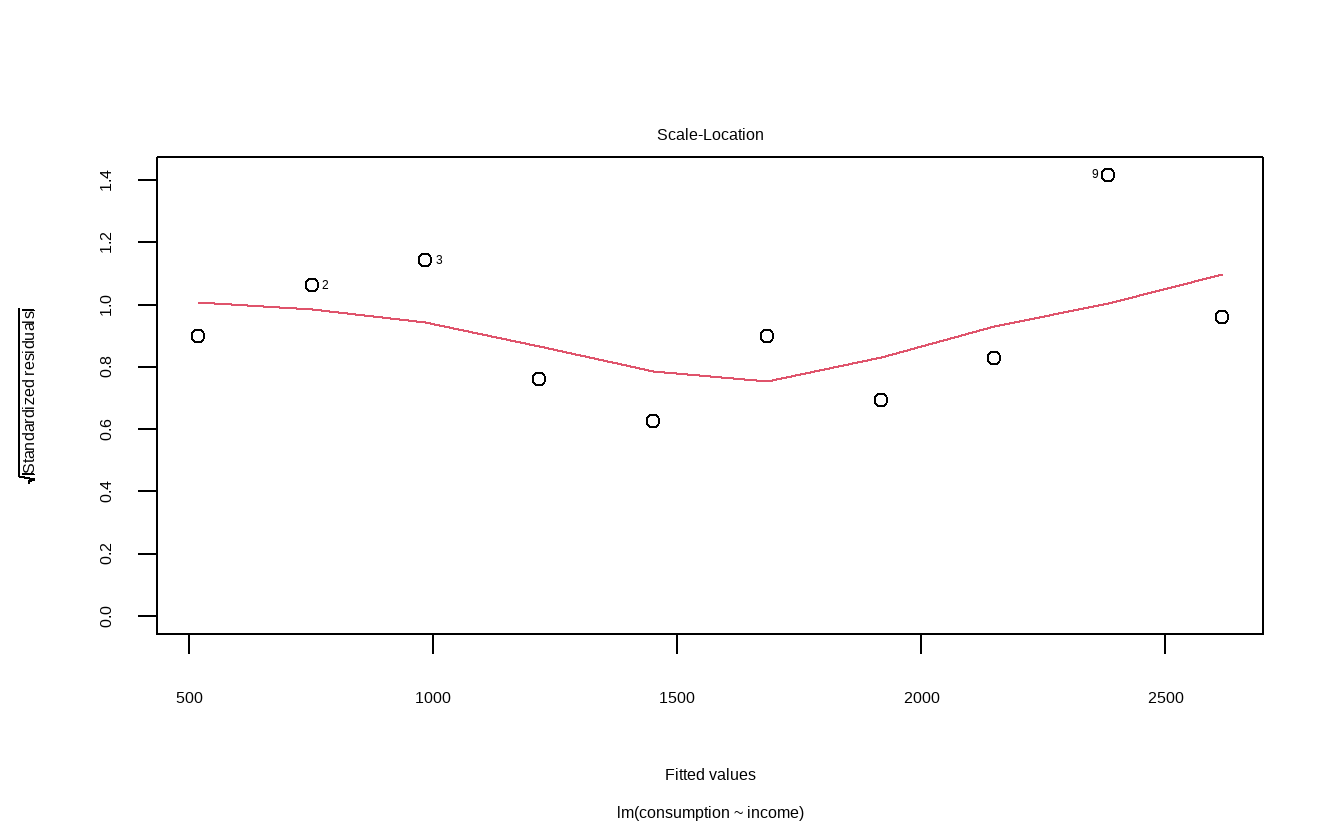 Scale-Location
√|Standardized residuals|
1.4
1.2
1.0
0.8
0.6
0.4
0.2
0.0
9
3
2
500 1000 1500 2000 2500
Fitted values
lm(consumption ~ income)